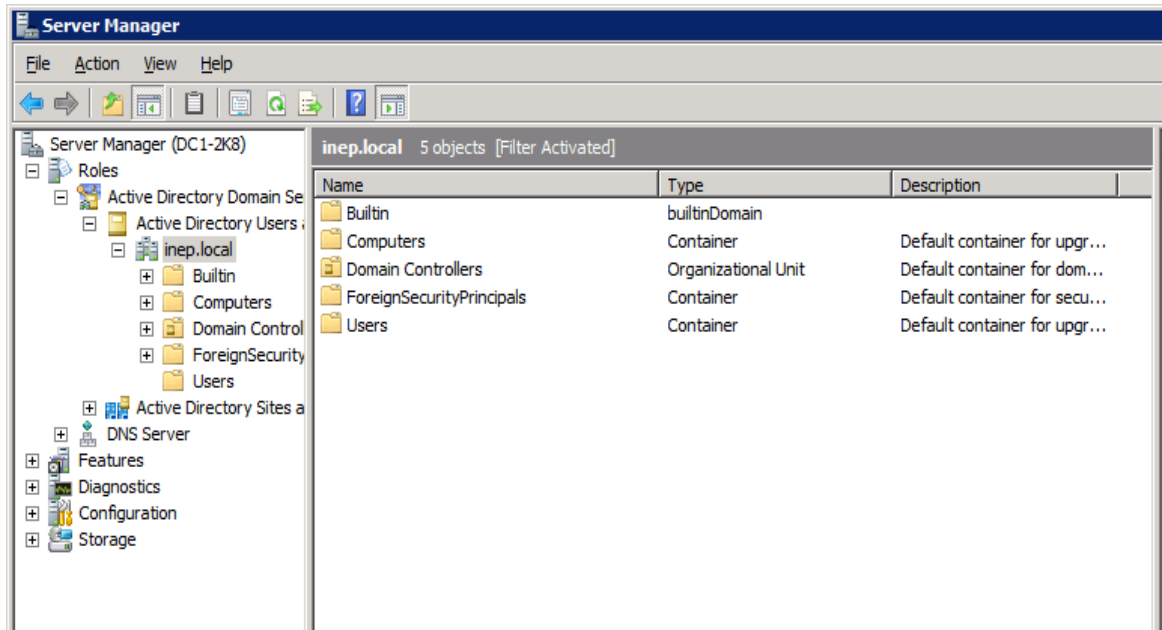 Server Manager
File Action View Help
Server Manager (DC1-2K8)
Roles
Active Directory Domain Se
Active Directory Users a
inep.local
Builtin
Computers
Domain Control
ForeignSecurity
Users
Active Directory Sites a
DNS Server
Features
Diagnostics
Configuration
Storage
inep.local 5 objects [Filter Activated]
Name Type Description
Builtin builtinDomain
Computers Container Default container for upgr...
Domain Controllers Organizational Unit Default container for dom...
ForeignSecurityPrincipals Container Default container for secu...
Users Container Default container for upgr...